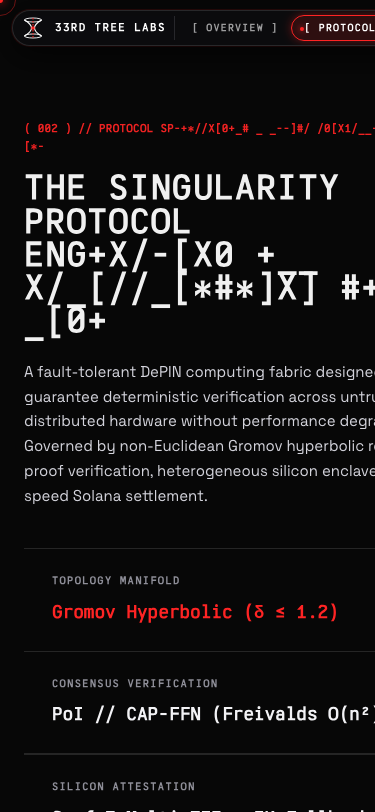 33RD TREE LABS [ OVERVIEW ] [ PROTOCOL
( 002 ) // PROTOCOL SP-+*//X[0+_# _ _--]#/ /0[X1/__-
[*-
THE SINGULARITY
PROTOCOL
ENG+X/-[X0 +__
X/_[//_[*#*]X] #+
_[0+
A fault-tolerant DePIN computing fabric designe
guarantee deterministic verification across untru
distributed hardware without performance degra
Governed by non-Euclidean Gromov hyperbolic r
proof verification, heterogeneous silicon enclave
speed Solana settlement.
TOPOLOGY MANIFOLD
Gromov Hyperbolic (δ ≤ 1.2)
CONSENSUS VERIFICATION
PoI // CAP-FFN (Freivalds O(n²)
SILICON ATTESTATION